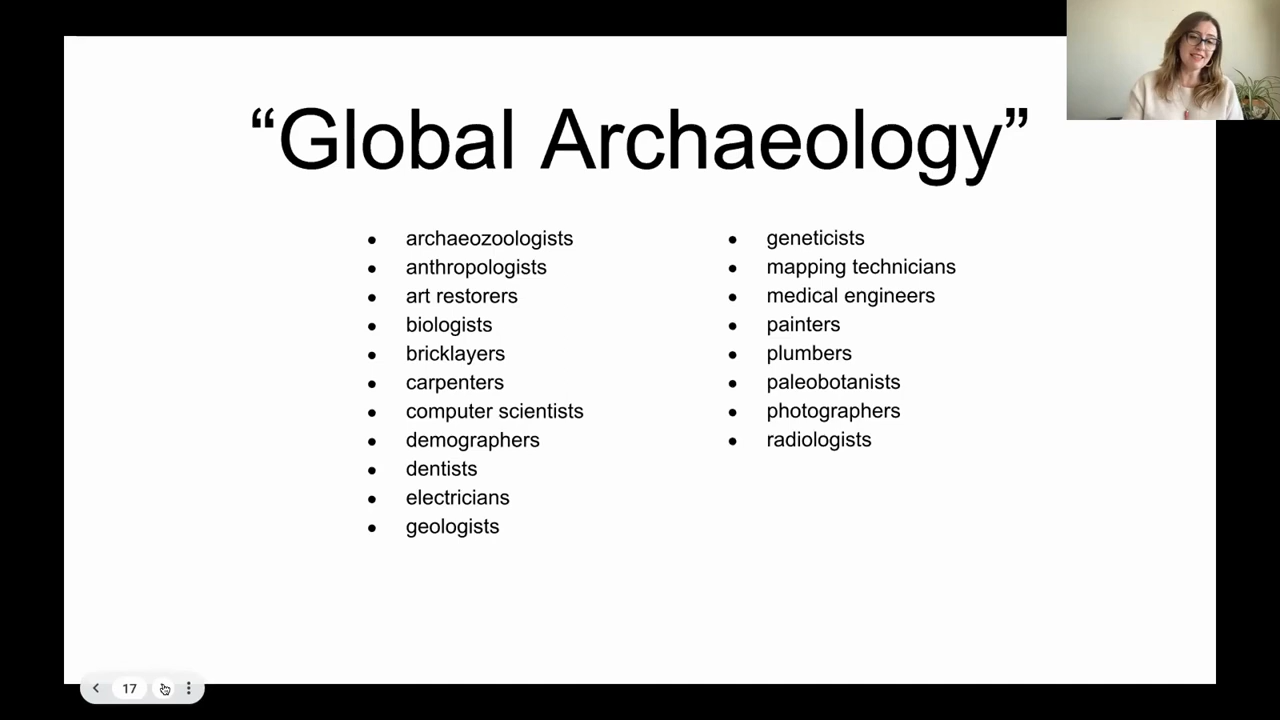 “Global Archaeology”
archaeozoologists
anthropologists
art restorers
biologists
bricklayers
carpenters
computer scientists
demographers
dentists
electricians
geologists
geneticists
mapping technicians
medical engineers
painters
plumbers
paleobotanists
photographers
radiologists
17